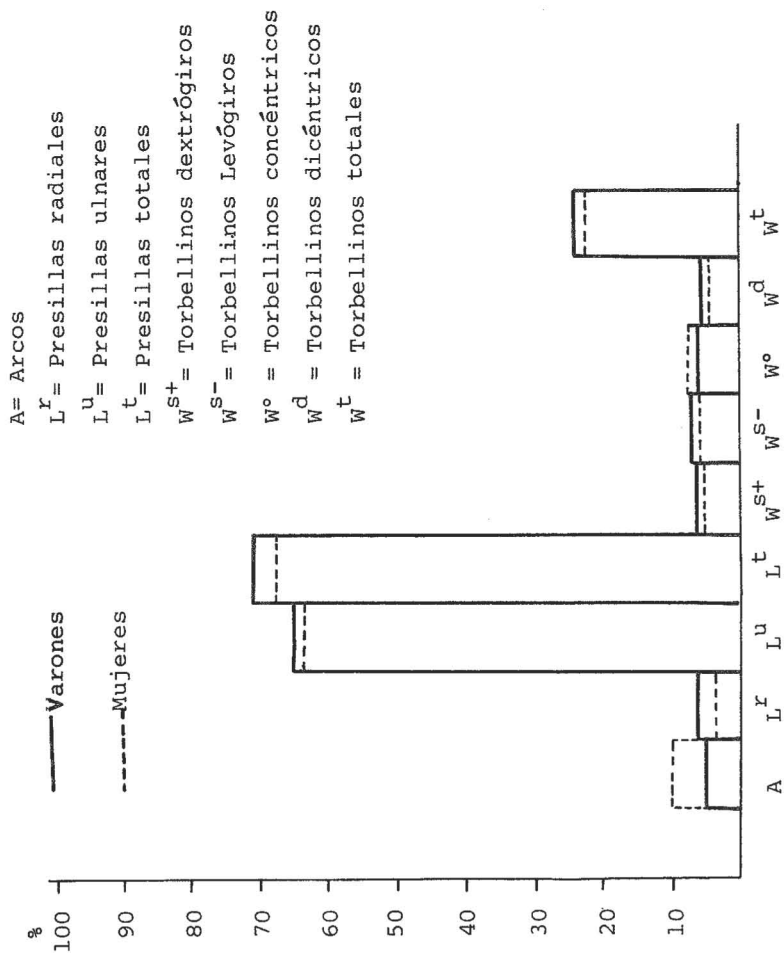 A= Arcos
L^r = Presillas radiales
L^u = Presillas ulnares
L^t = Presillas totales
W^s+ = Torbellinos dextrógiros
W^s- = Torbellinos Levógiros
W° = Torbellinos concéntricos
W^d = Torbellinos dicéntricos
W^t = Torbellinos totales
Varones
Mujeres
%
100
90
80
70
60
50
40
30
20
10
A L^r L^u L^t W^s+ W^s- W° W^d W^t